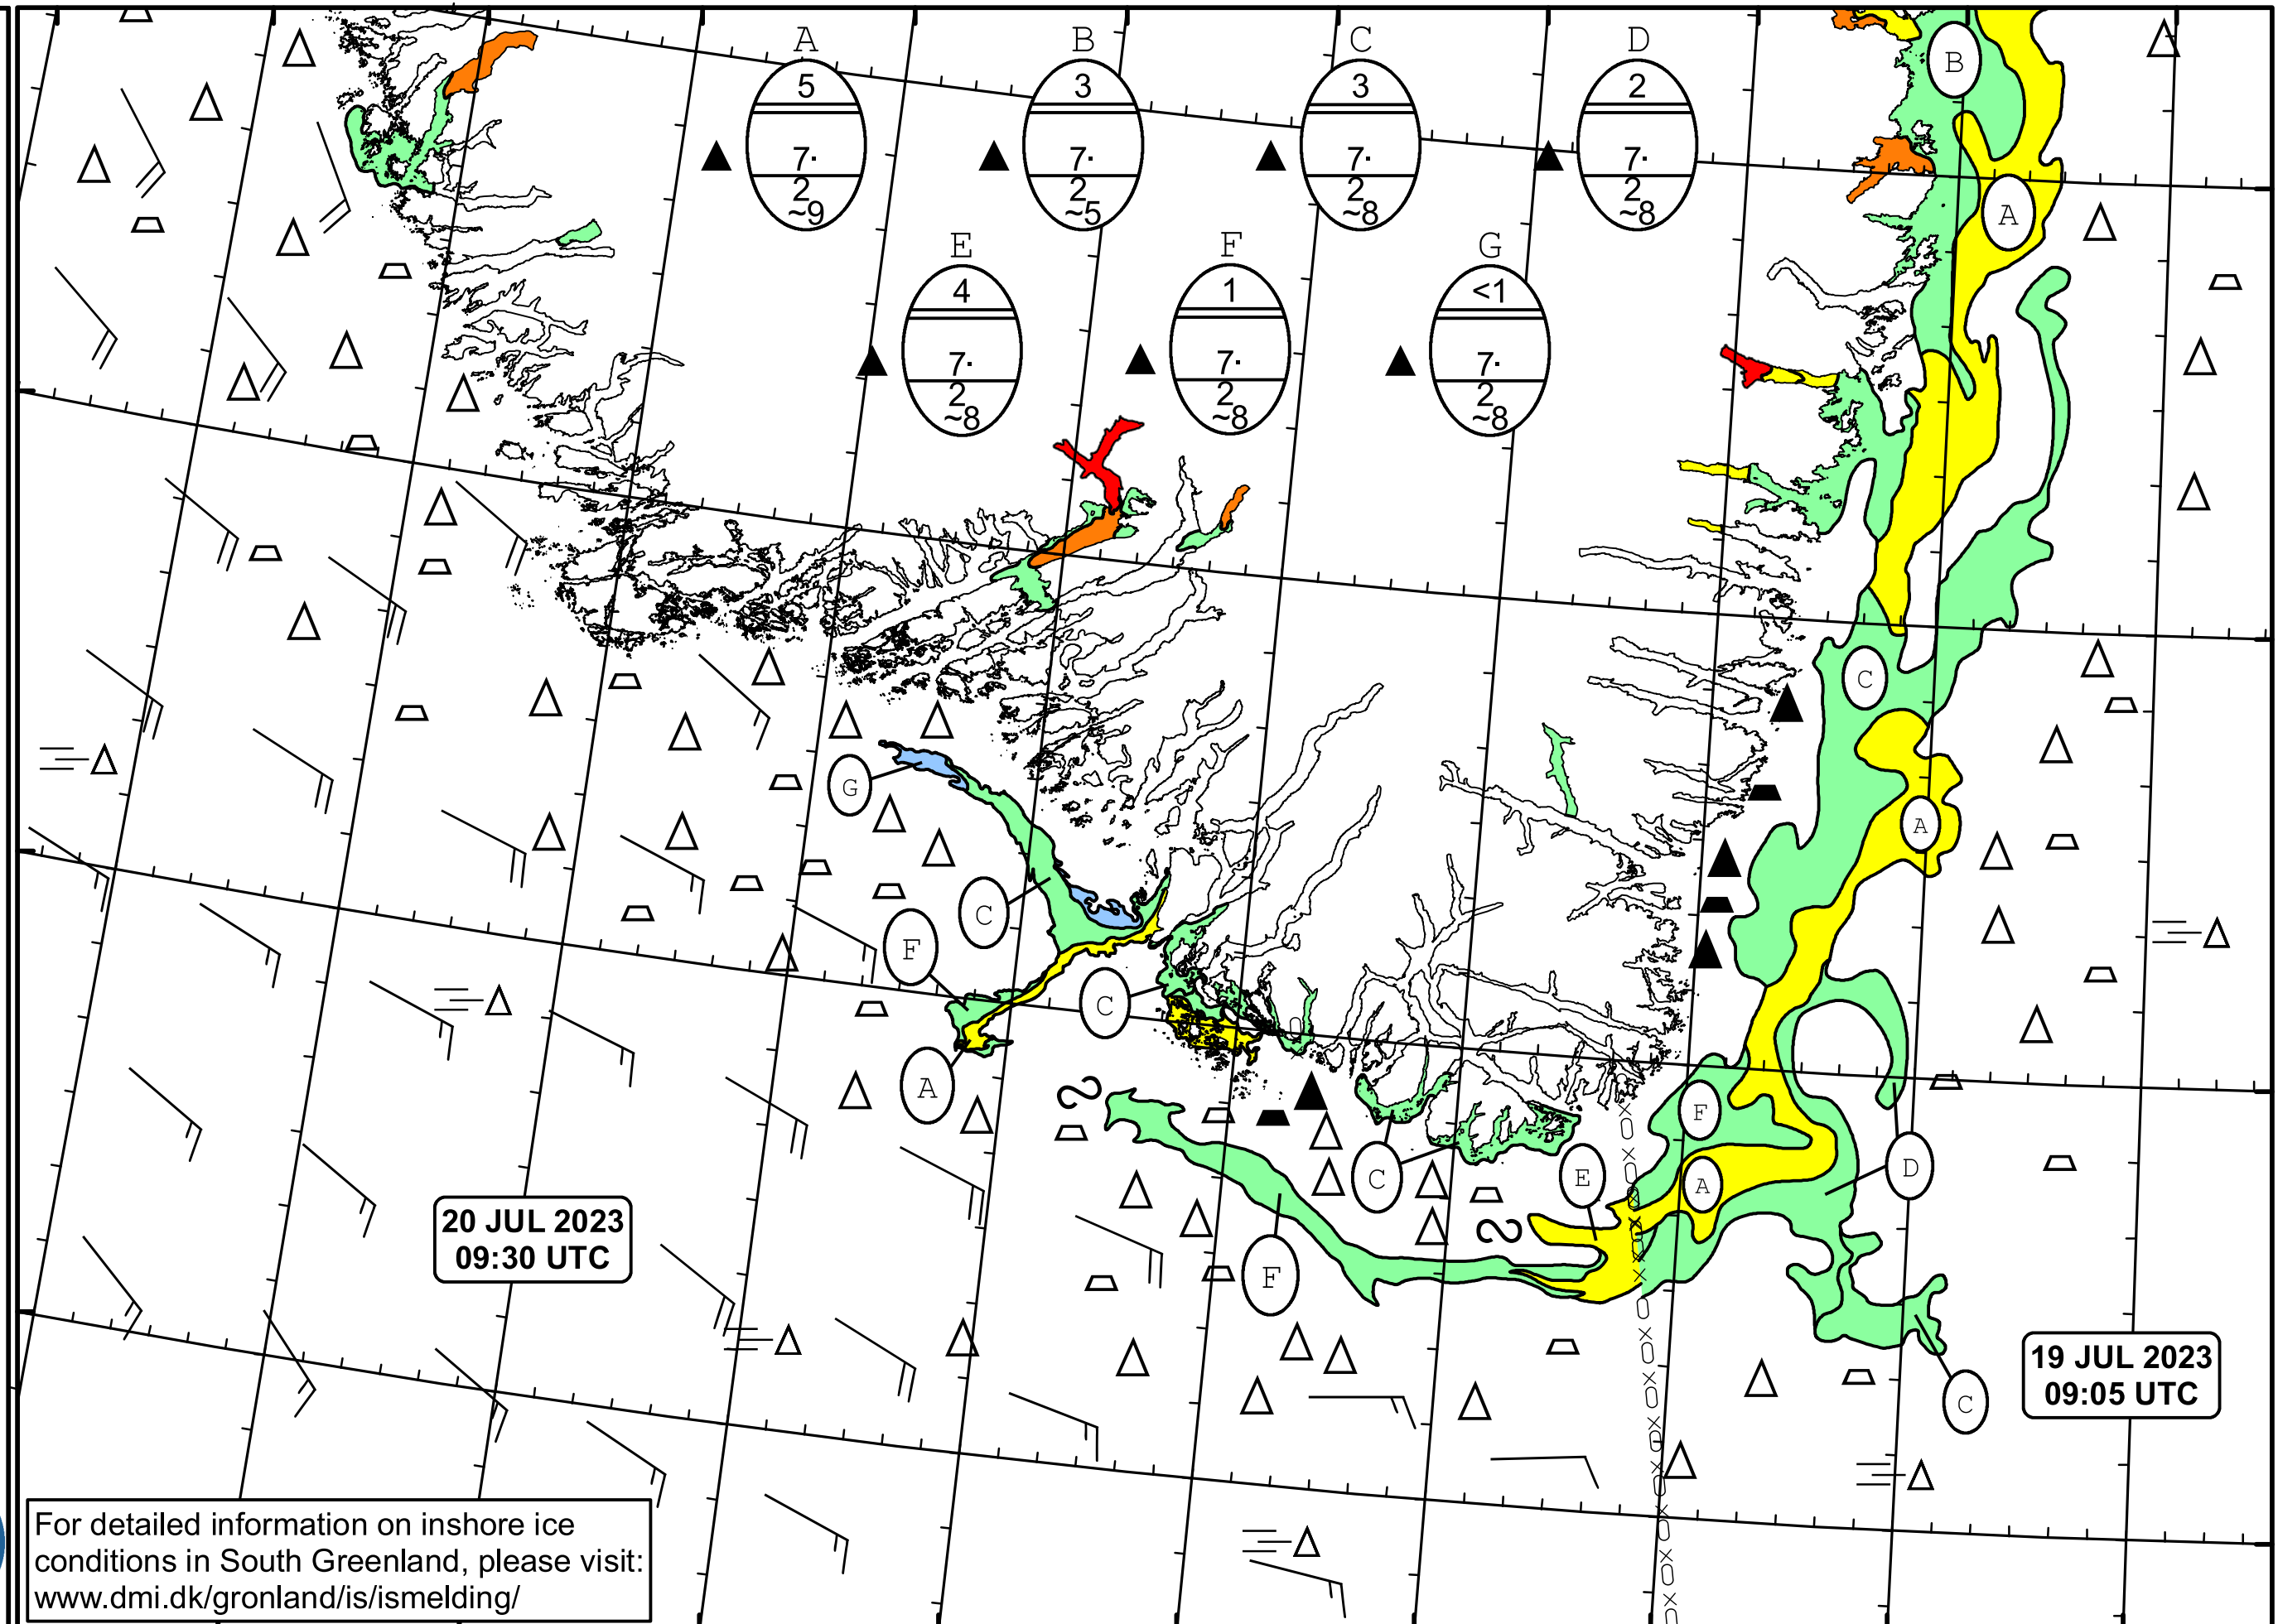 A B C D
5 3 3 2
7· 7· 7· 7·
2 2 2 2
~9 ~5 ~8 ~8
E F G
4 1 <1
7· 7· 7·
2 2 2
~8 ~8 ~8
B
A
C
G
A
C
F
C
A
F
C
E
A
D
F
20 JUL 2023
09:30 UTC
19 JUL 2023
09:05 UTC
C
For detailed information on inshore ice
conditions in South Greenland, please visit:
www.dmi.dk/gronland/is/ismelding/